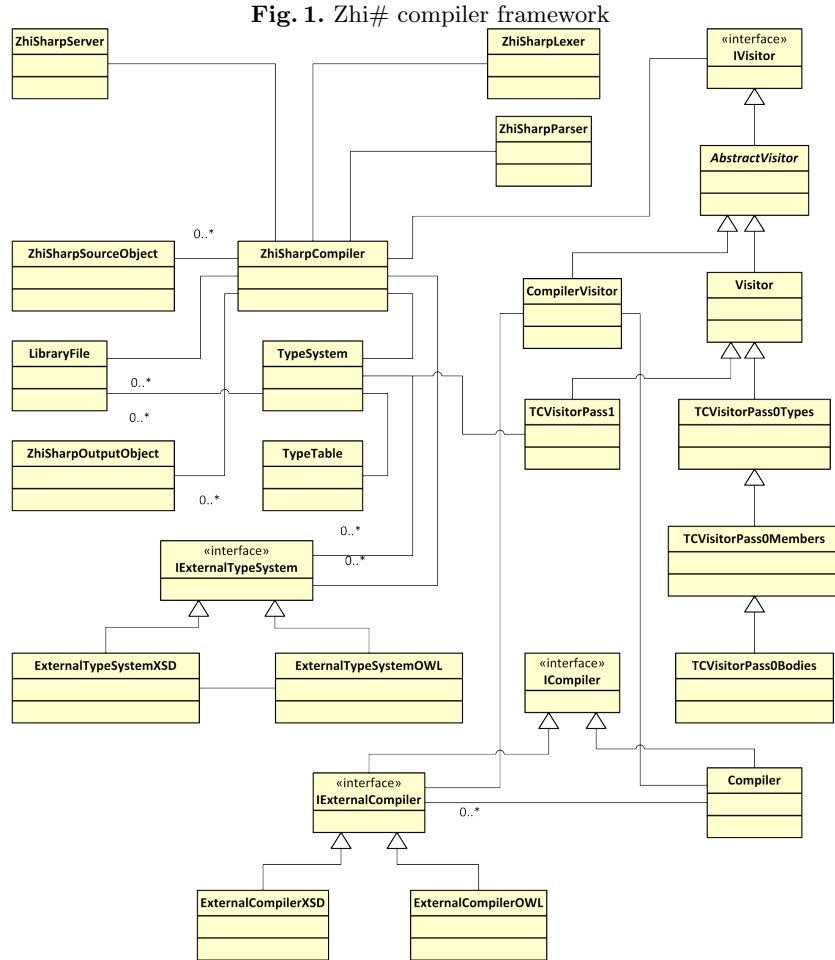 Fig. 1. Zhi# compiler framework
ZhiSharpServer
ZhiSharpLexer
«interface»
IVisitor
ZhiSharpParser
AbstractVisitor
0..*
ZhiSharpSourceObject
ZhiSharpCompiler
CompilerVisitor
Visitor
LibraryFile
TypeSystem
0..*
0..*
TCVisitorPass1
TCVisitorPass0Types
ZhiSharpOutputObject
TypeTable
0..*
0..*
«interface»
IExternalTypeSystem
0..*
TCVisitorPass0Members
ExternalTypeSystemXSD
ExternalTypeSystemOWL
«interface»
ICompiler
TCVisitorPass0Bodies
«interface»
IExternalCompiler
Compiler
0..*
ExternalCompilerXSD
ExternalCompilerOWL